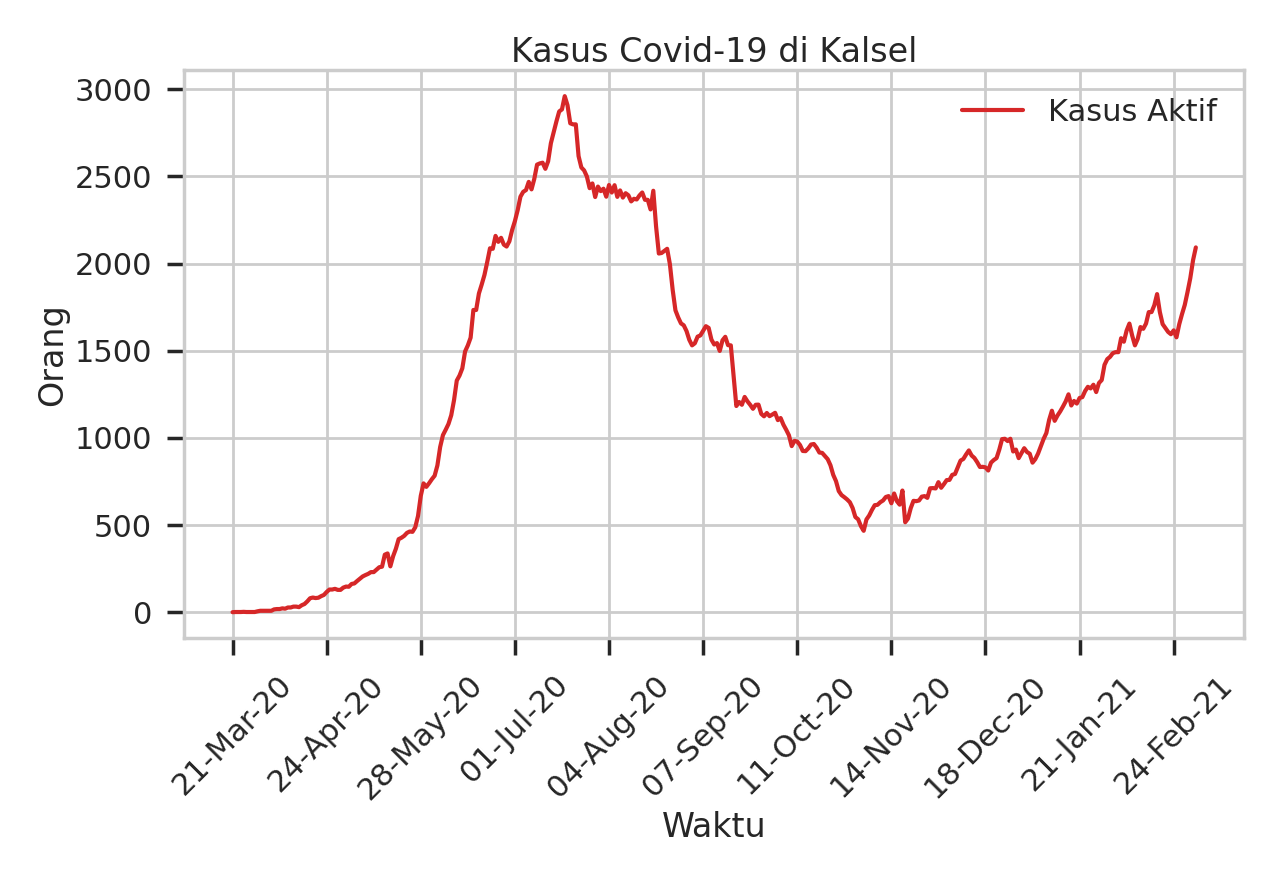 Kasus Covid-19 di Kalsel
Kasus Aktif
3000
2500
2000
1500
1000
500
0
Orang
21-Mar-20
24-Apr-20
28-May-20
01-Jul-20
04-Aug-20
07-Sep-20
11-Oct-20
14-Nov-20
18-Dec-20
21-Jan-21
24-Feb-21
Waktu